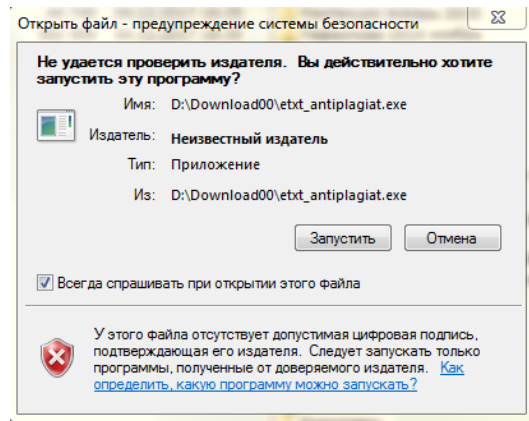 Открыть файл - предупреждение системы безопасности
Не удается проверить издателя. Вы действительно хотите
запустить эту программу?
Имя: D:\Download00\etxt_antiplagiat.exe
Издатель: Неизвестный издатель
Тип: Приложение
Из: D:\Download00\etxt_antiplagiat.exe
Запустить Отмена
Всегда спрашивать при открытии этого файла
У этого файла отсутствует допустимая цифровая подпись,
подтверждающая его издателя. Следует запускать только
программы, полученные от доверяемого издателя. Как
определить, какую программу можно запускать?